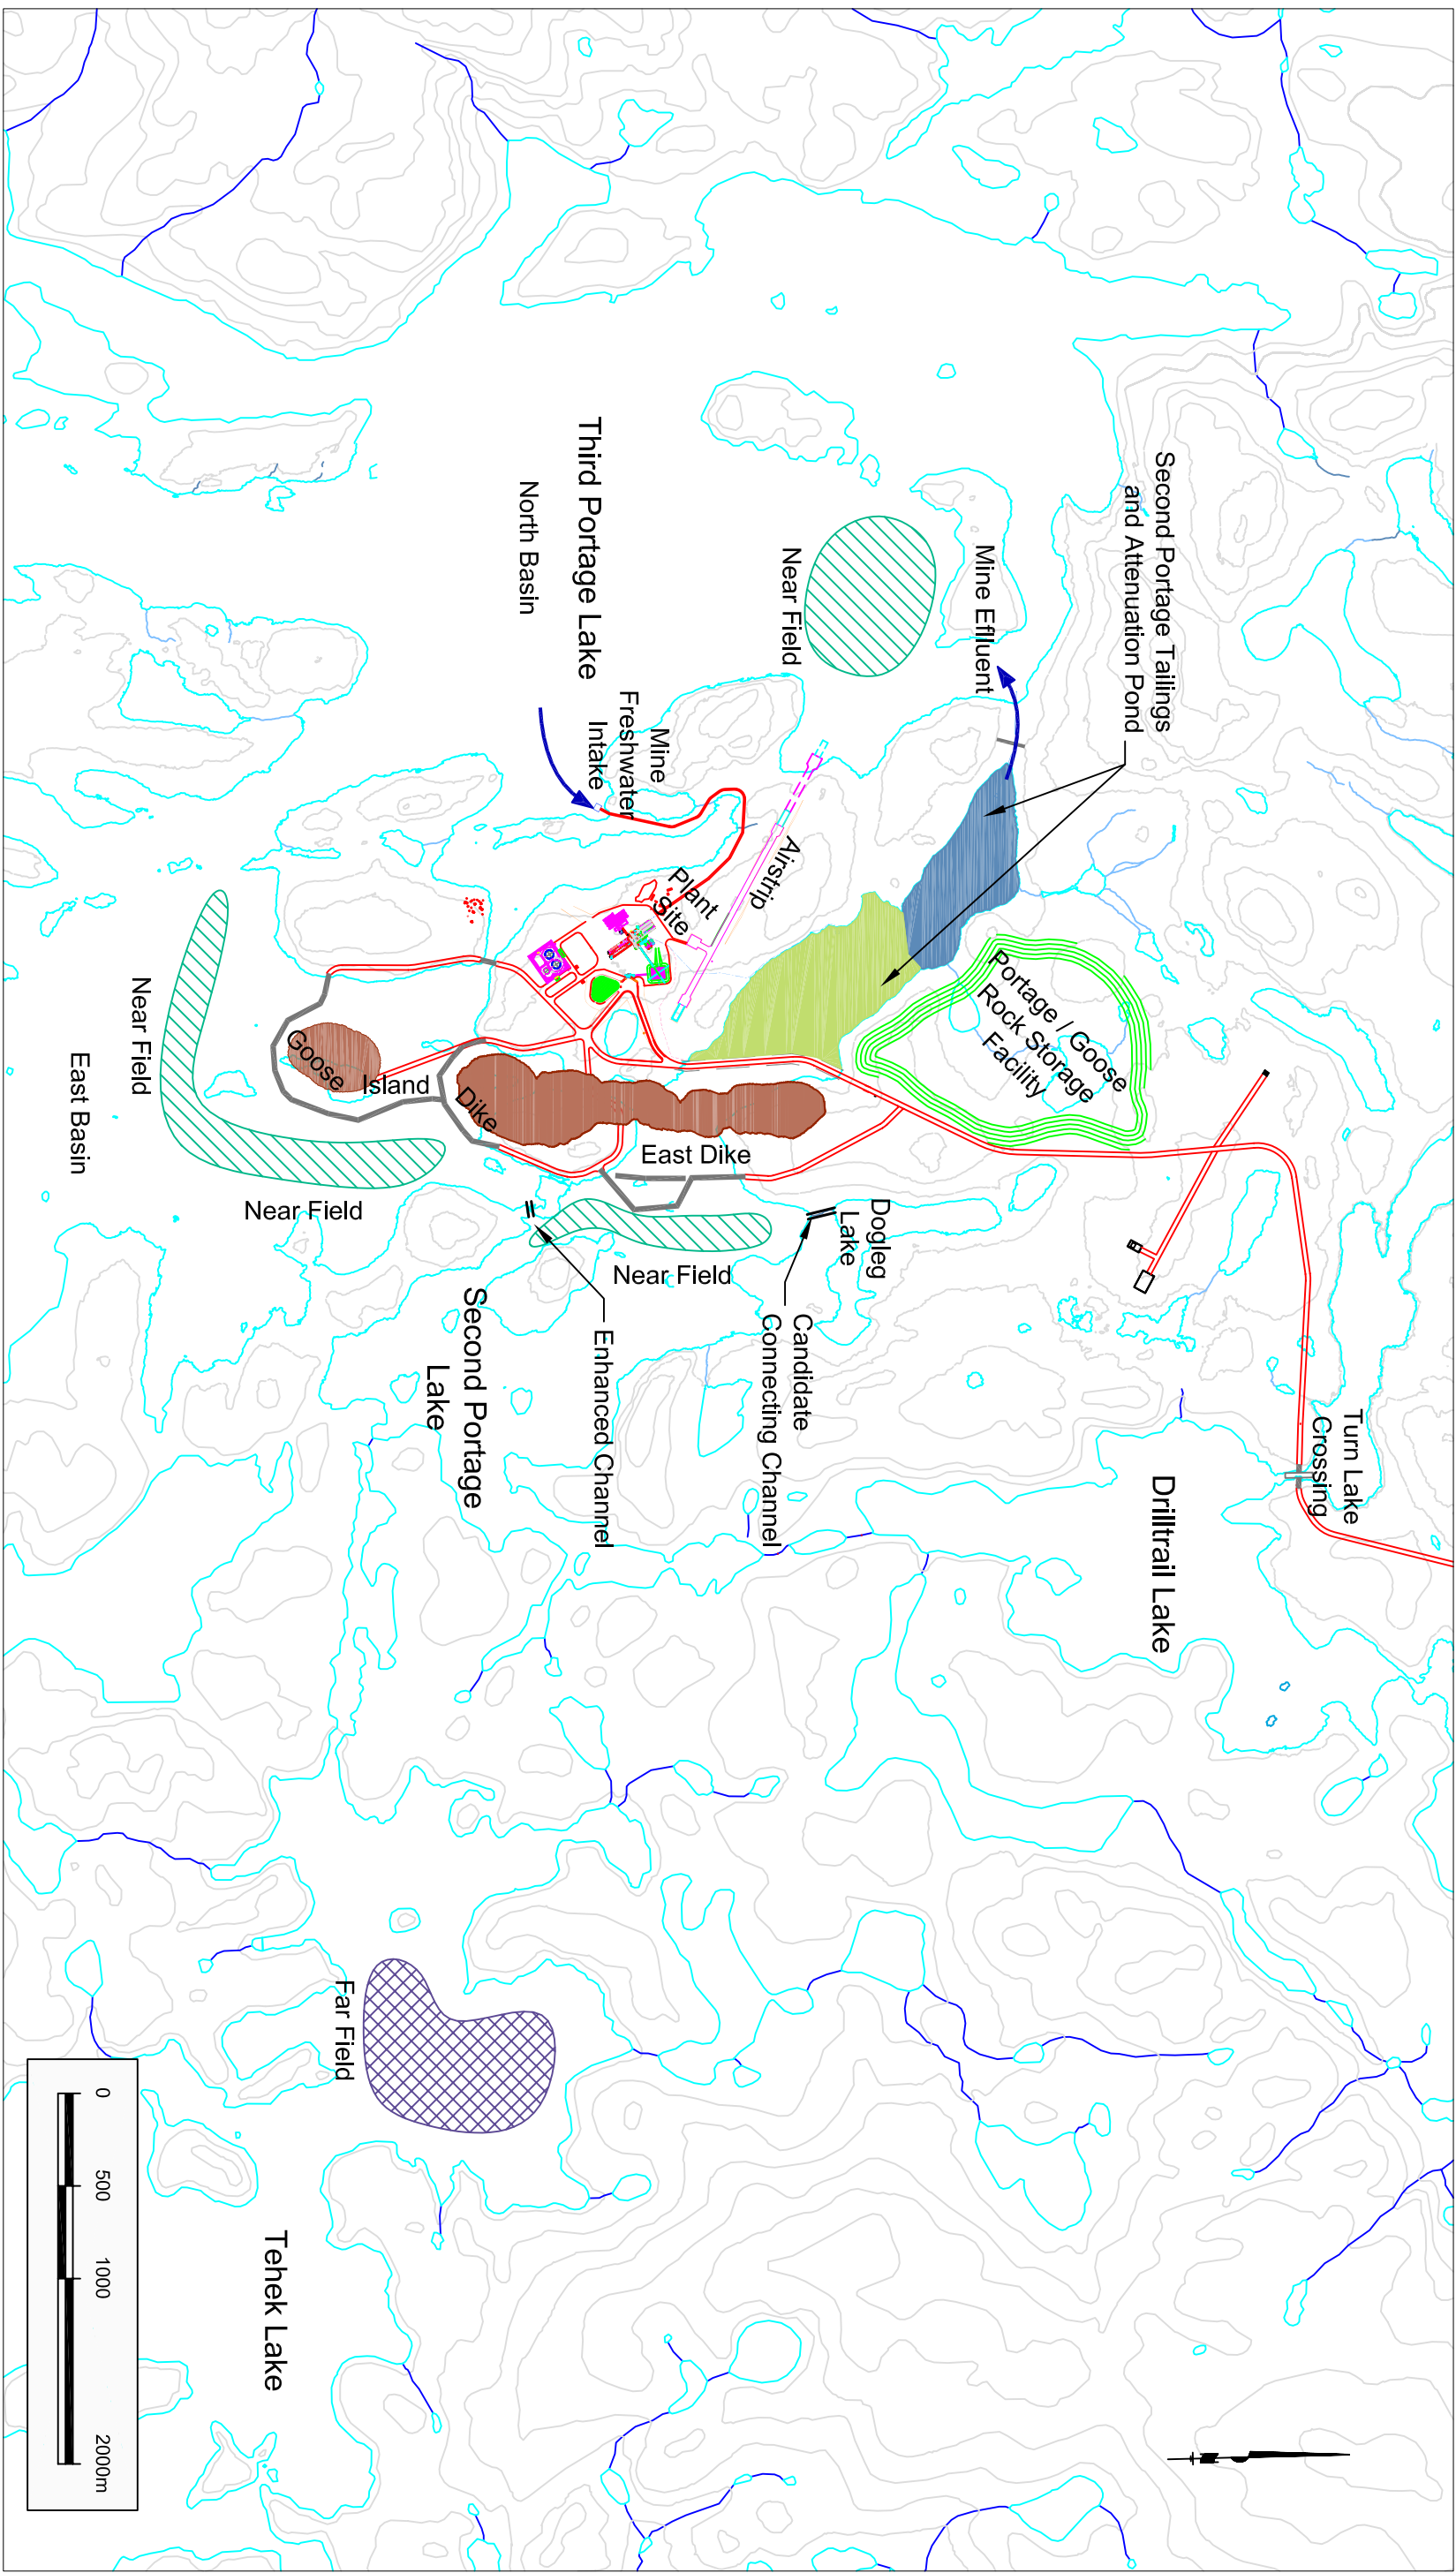 Second Portage Tailings
and Attenuation Pond
Turn Lake
Crossing
Drilltrail Lake
Mine Efluent
Portage / Goose
Rock Storage
Facility
Near Field
Airstrip
Dogleg
Lake
Candidate
Connecting Channel
Plant
Site
East Dike
Near Field
Mine
Freshwater
Intake
Enhanced Channel
Third Portage Lake
North Basin
Second Portage
Lake
Goose
Island
Dike
Near Field
Near Field
East Basin
Far Field
Tehek Lake
0
500
1000
2000m